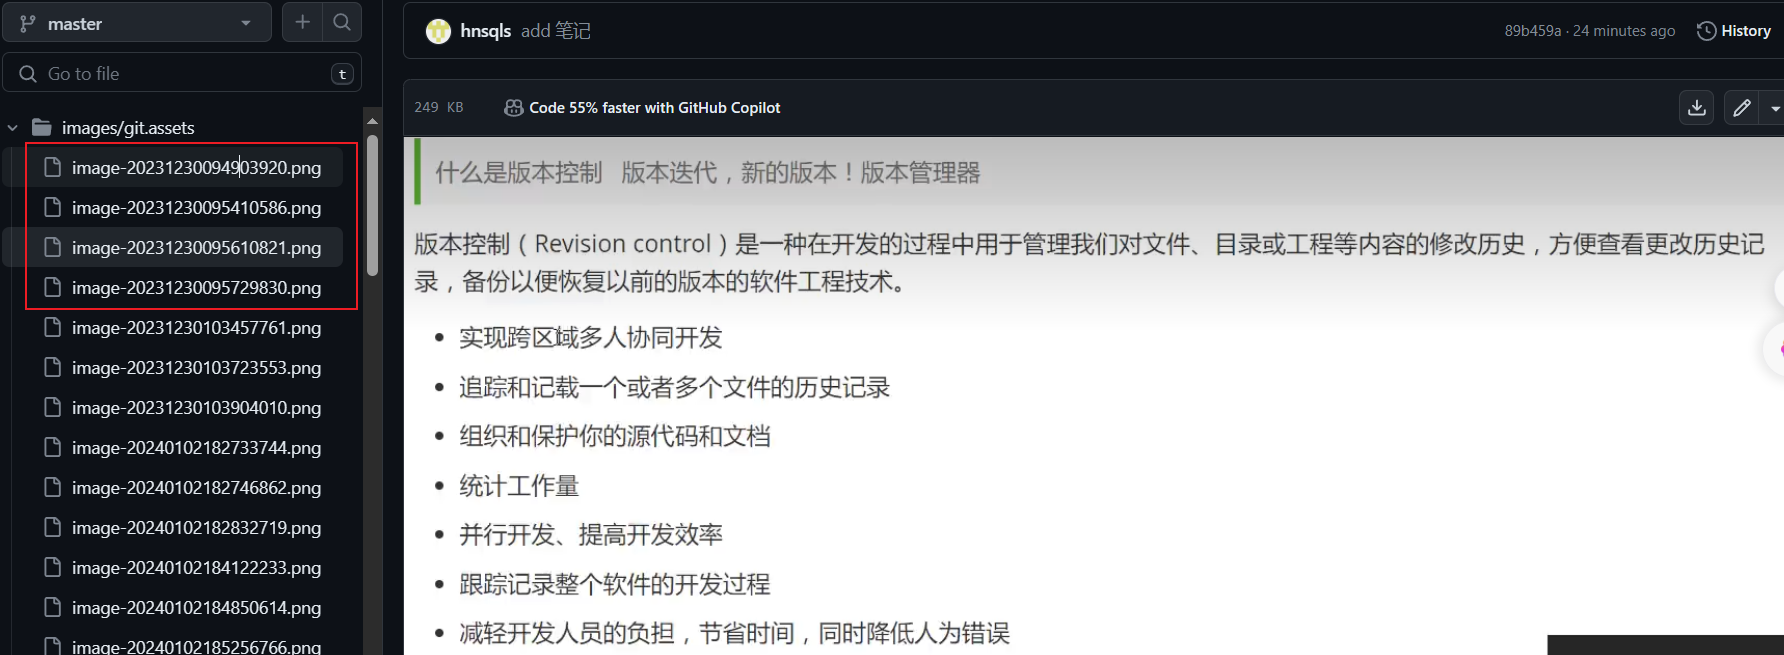 master
Go to file
t
images/git.assets
image-20231230094903920.png
image-20231230095410586.png
image-20231230095610821.png
image-20231230095729830.png
image-20231230103457761.png
image-20231230103723553.png
image-20231230103904010.png
image-20240102182733744.png
image-20240102182746862.png
image-20240102182832719.png
image-20240102184122233.png
image-20240102184850614.png
image-20240102185256766.png
hnsqls add 笔记
89b459a · 24 minutes ago
History
249 KB
Code 55% faster with GitHub Copilot
什么是版本控制 版本迭代，新的版本！版本管理器
版本控制（Revision control）是一种在开发的过程中用于管理我们对文件、目录或工程等内容的修改历史，方便查看更改历史记
录，备份以便恢复以前的版本的软件工程技术。
• 实现跨区域多人协同开发
• 追踪和记载一个或者多个文件的历史记录
• 组织和保护你的源代码和文档
• 统计工作量
• 并行开发、提高开发效率
• 跟踪记录整个软件的开发过程
• 减轻开发人员的负担，节省时间，同时降低人为错误